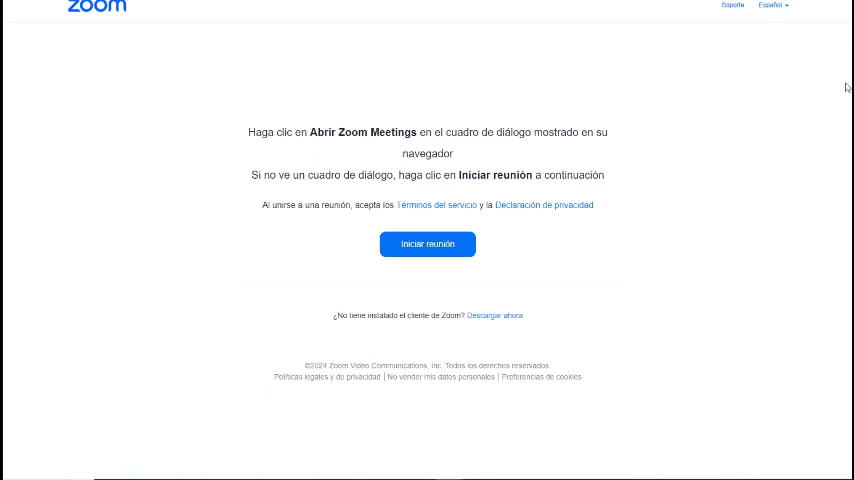 zoom
Soporte Español
Haga clic en Abrir Zoom Meetings en el cuadro de diálogo mostrado en su
navegador
Si no ve un cuadro de diálogo, haga clic en Iniciar reunión a continuación
Al unirse a una reunión, acepta los Términos del servicio y la Declaración de privacidad
Iniciar reunión
¿No tiene instalado el cliente de Zoom? Descargar ahora
©2024 Zoom Video Communications, Inc. Todos los derechos reservados
Políticas legales y de privacidad | No vender mis datos personales | Preferencias de cookies